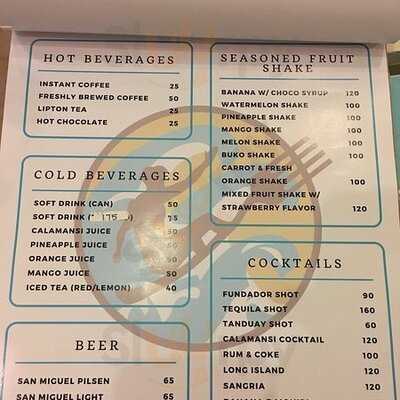 HOT BEVERAGES
INSTANT COFFEE 25
FRESHLY BREWED COFFEE 50
LIPTON TEA 25
HOT CHOCOLATE 25
COLD BEVERAGES
SOFT DRINK (CAN) 50
SOFT DRINK ( 175 ) 75
CALAMANSI JUICE 50
PINEAPPLE JUICE 50
ORANGE JUICE 50
MANGO JUICE 50
ICED TEA (RED/LEMON) 40
BEER
SAN MIGUEL PILSEN 65
SAN MIGUEL LIGHT 65
SEASONED FRUIT
SHAKE
BANANA W/ CHOCO SYRUP 120
WATERMELON SHAKE 100
PINEAPPLE SHAKE 100
MANGO SHAKE 100
MELON SHAKE 100
BUKO SHAKE 100
CARROT & FRESH
ORANGE SHAKE 100
MIXED FRUIT SHAKE W/
STRAWBERRY FLAVOR 120
COCKTAILS
FUNDADOR SHOT 90
TEQUILA SHOT 160
TANDUAY SHOT 60
CALAMANSI COCKTAIL 120
RUM & COKE 100
LONG ISLAND 120
SANGRIA 120